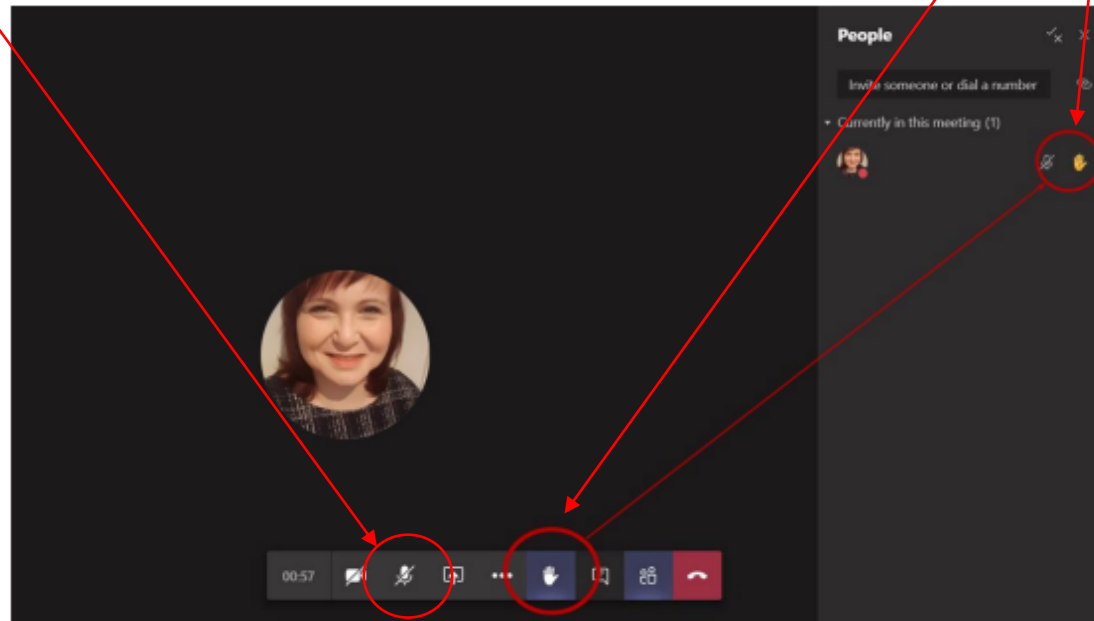 People
Invite someone or dial a number
Currently in this meeting (1)
00:57